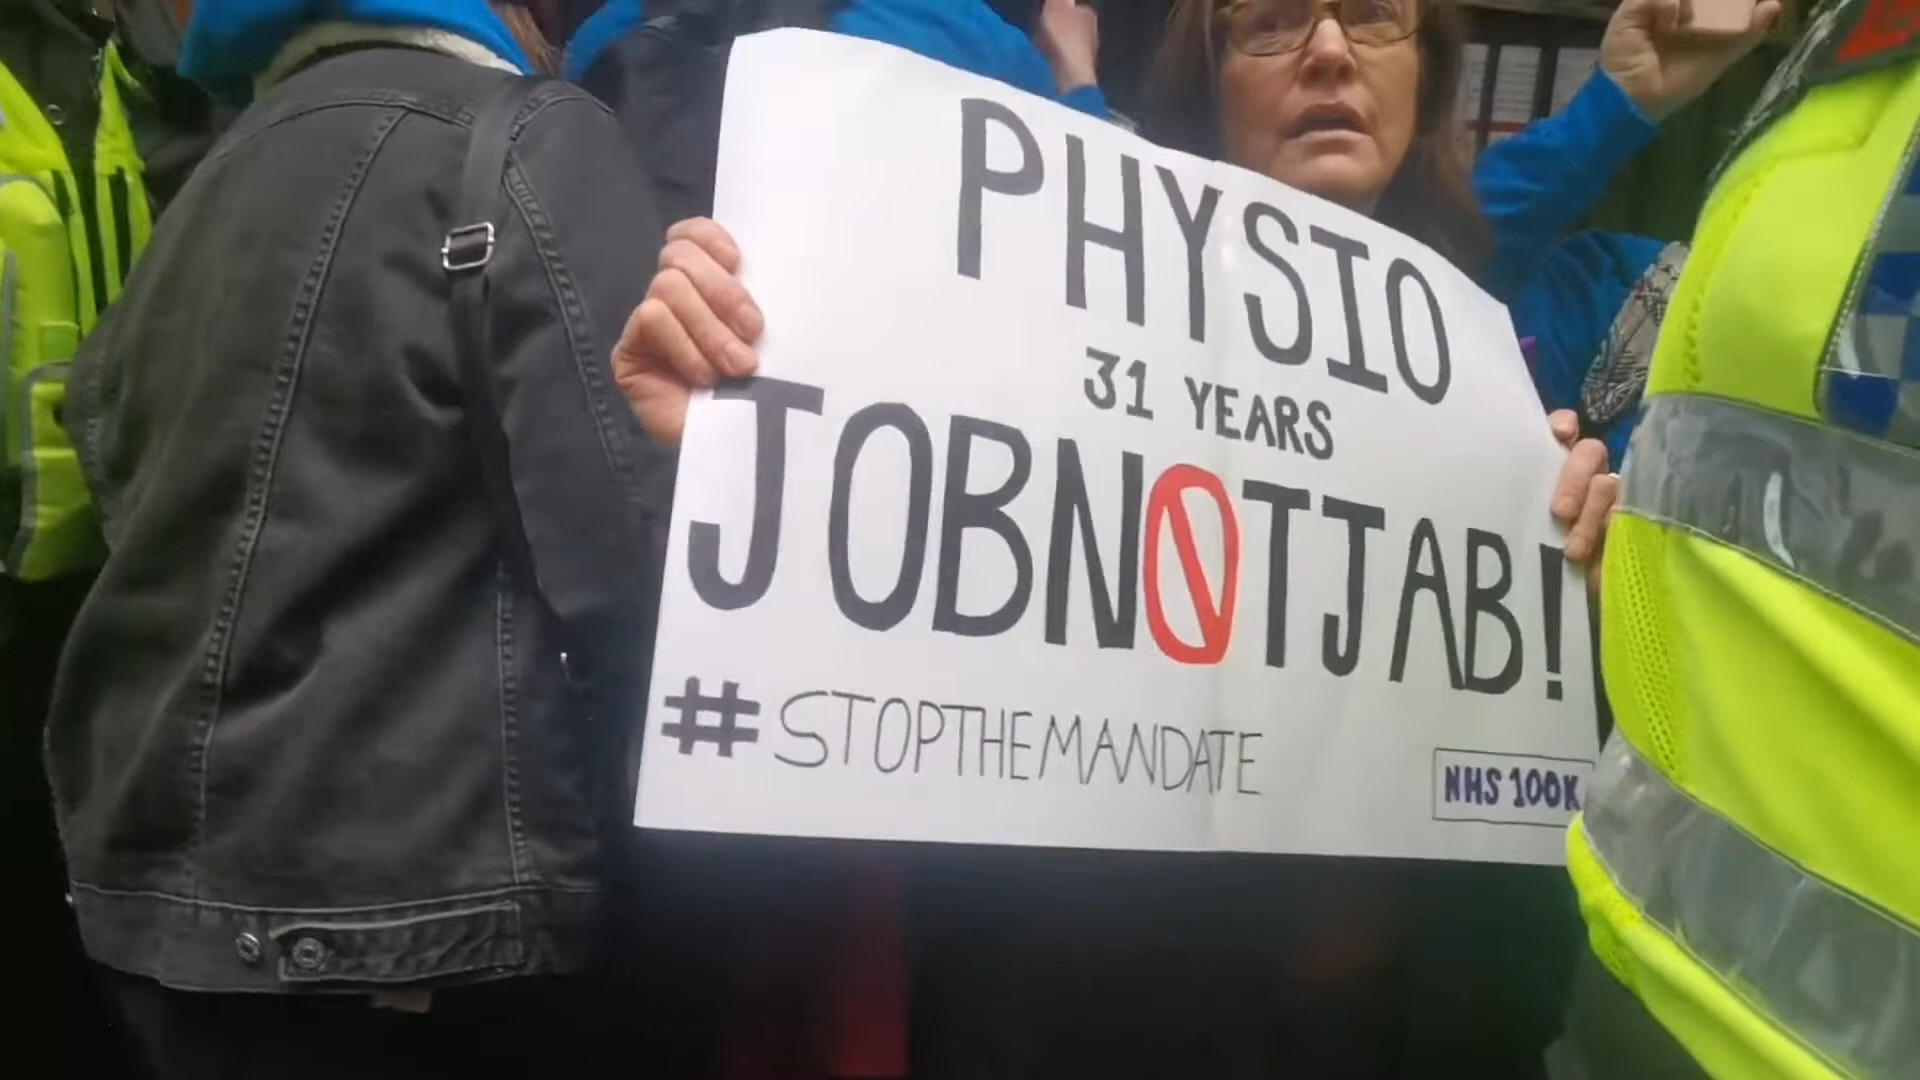 PHYSIO
31 YEARS
JOBNOTJAB!
#STOPTHEMANDATE
NHS 100K